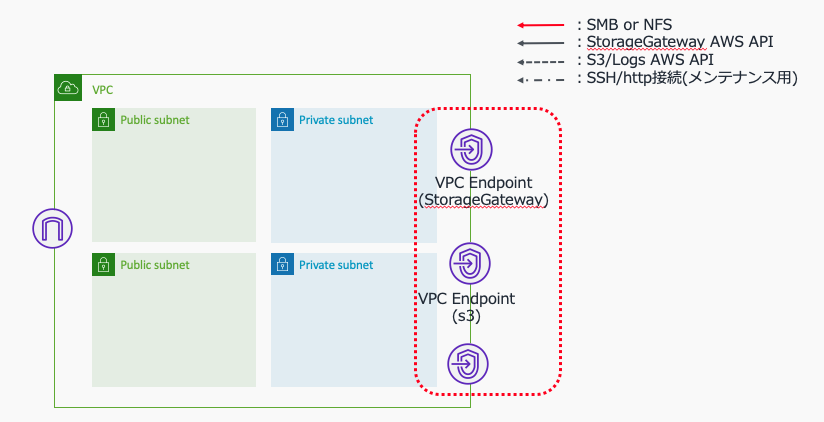 : SMB or NFS
: StorageGateway AWS API
: S3/Logs AWS API
: SSH/http接続(メンテナンス用)
VPC
Public subnet
Private subnet
VPC Endpoint
(StorageGateway)
Public subnet
Private subnet
VPC Endpoint
(s3)